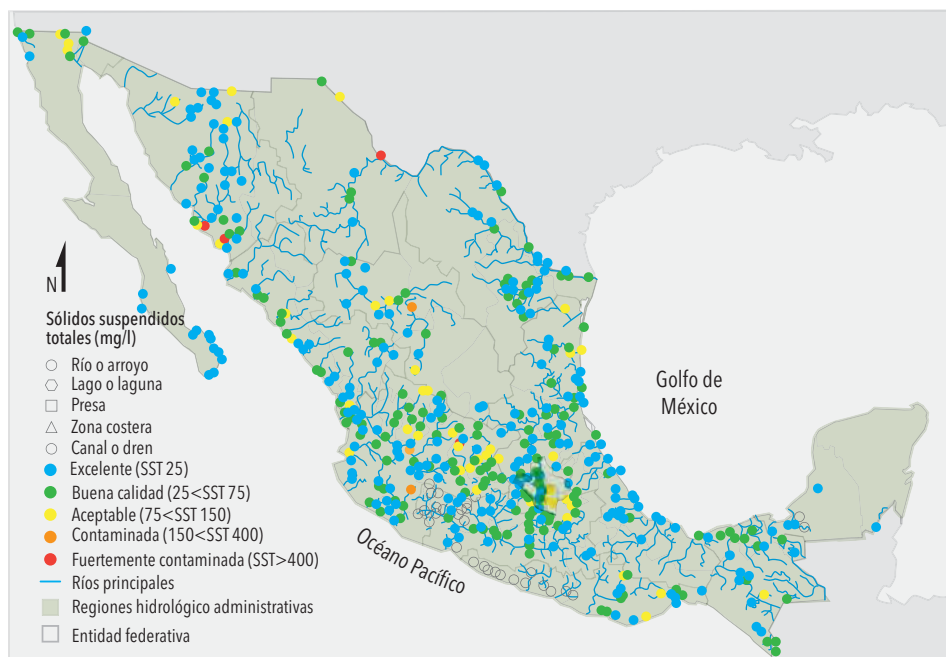 N
Sólidos suspendidos
totales (mg/l)
Río o arroyo
Lago o laguna
Presa
Zona costera
Canal o dren
Excelente (SST 25)
Buena calidad (25<SST 75)
Aceptable (75<SST 150)
Contaminada (150<SST 400)
Fuertemente contaminada (SST>400)
Ríos principales
Regiones hidrológico administrativas
Entidad federativa
Golfo de
México
Océano Pacífico